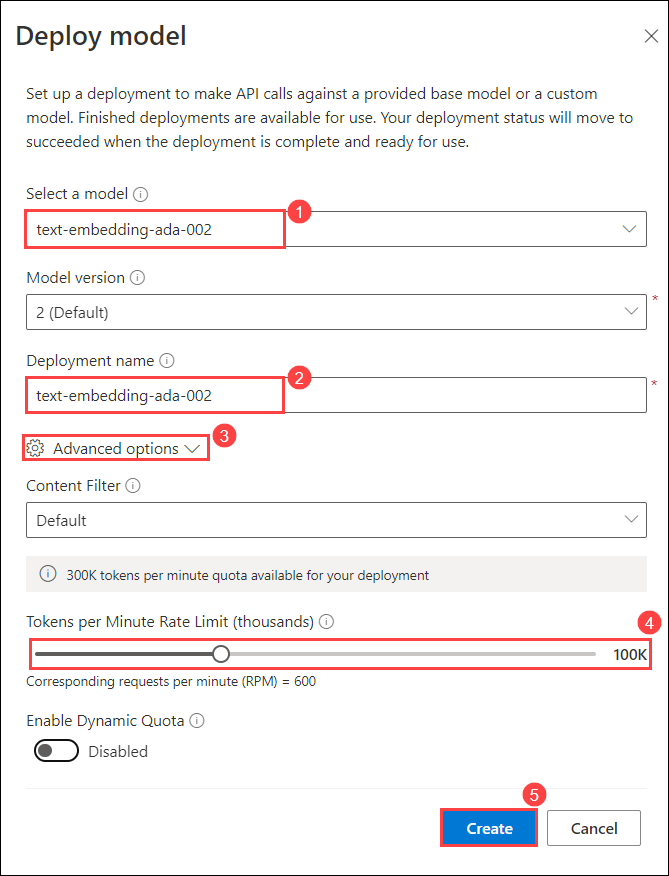 Deploy model
Set up a deployment to make API calls against a provided base model or a custom
model. Finished deployments are available for use. Your deployment status will move to
succeeded when the deployment is complete and ready for use.
Select a model
1
text-embedding-ada-002
Model version
2 (Default)
*
Deployment name
2
text-embedding-ada-002
*
3
Advanced options
Content Filter
Default
300K tokens per minute quota available for your deployment
Tokens per Minute Rate Limit (thousands)
4
100K
Corresponding requests per minute (RPM) = 600
Enable Dynamic Quota
Disabled
5
Create
Cancel